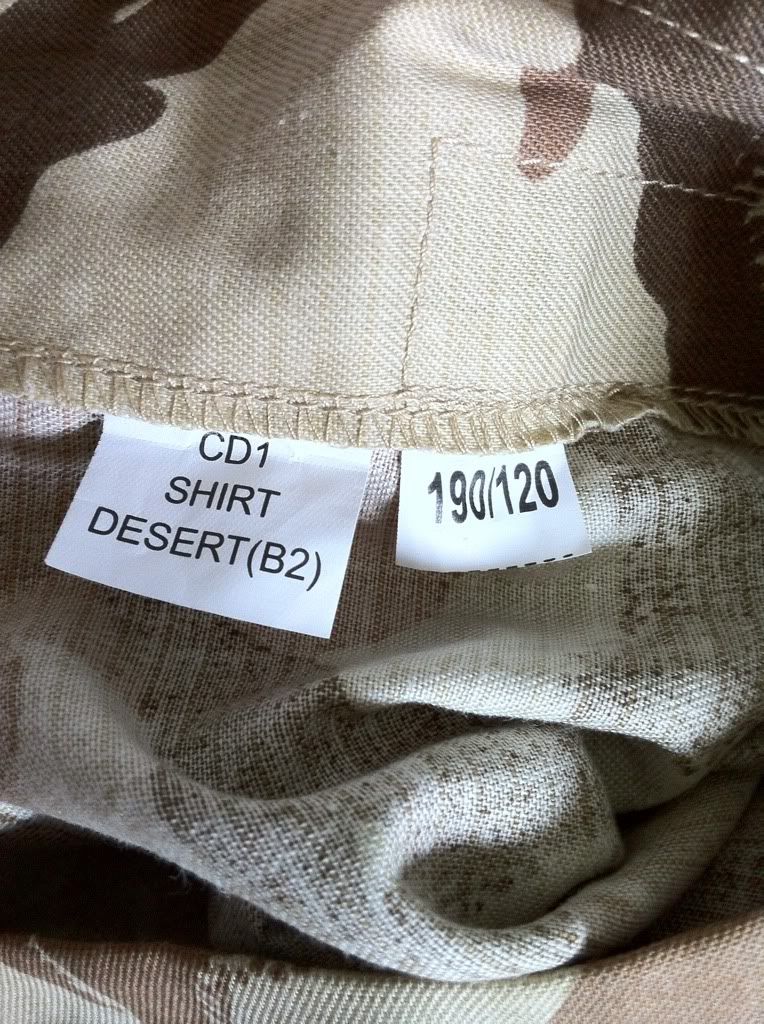 CD1
SHIRT
DESERT(B2)
190/120